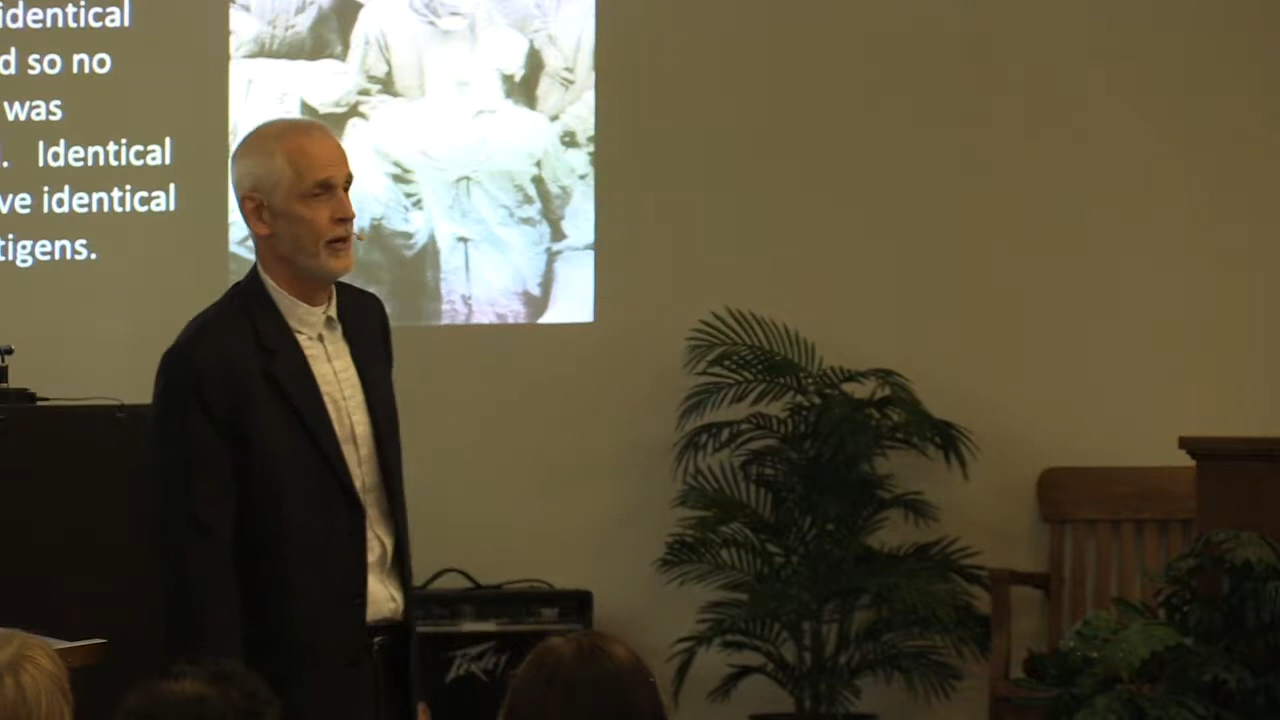 identical
d so no
was
. Identical
ve identical
tigens.
Peavey